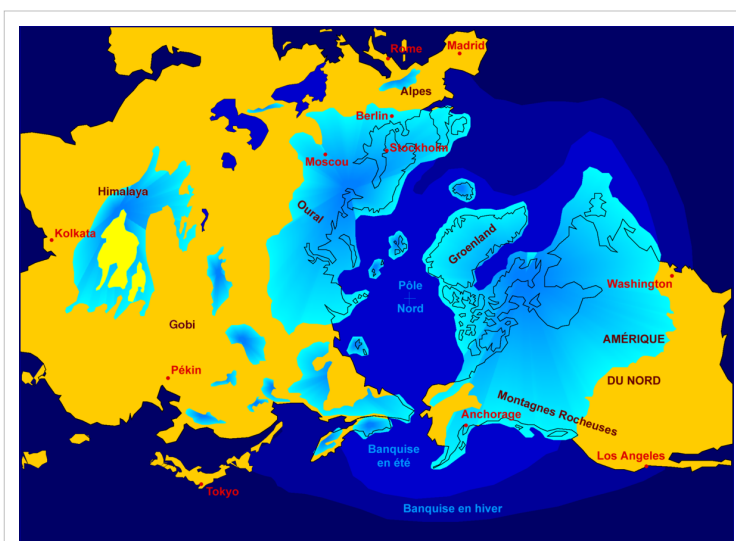 Rome
Madrid
Alpes
Berlin
Stockholm
Moscou
Himalaya
Oural
Kolkata
Groenland
Pôle
Nord
Washington
Gobi
AMÉRIQUE
DU NORD
Pékin
Montagnes Rocheuses
Anchorage
Banquise
en été
Los Angeles
Tokyo
Banquise en hiver